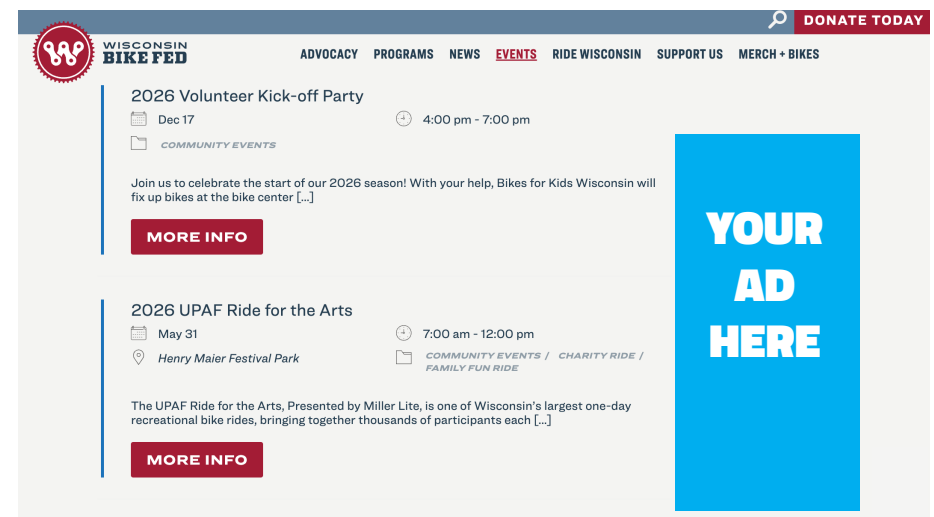 DONATE TODAY
WISCONSIN
BIKE FED
ADVOCACY PROGRAMS NEWS EVENTS RIDE WISCONSIN SUPPORT US MERCH + BIKES
2026 Volunteer Kick-off Party
Dec 17 4:00 pm - 7:00 pm
COMMUNITY EVENTS
Join us to celebrate the start of our 2026 season! With your help, Bikes for Kids Wisconsin will
fix up bikes at the bike center [...]
MORE INFO
2026 UPAF Ride for the Arts
May 31 7:00 am - 12:00 pm
Henry Maier Festival Park COMMUNITY EVENTS / CHARITY RIDE /
FAMILY FUN RIDE
The UPAF Ride for the Arts, Presented by Miller Lite, is one of Wisconsin’s largest one-day
recreational bike rides, bringing together thousands of participants each [...]
MORE INFO
YOUR
AD
HERE